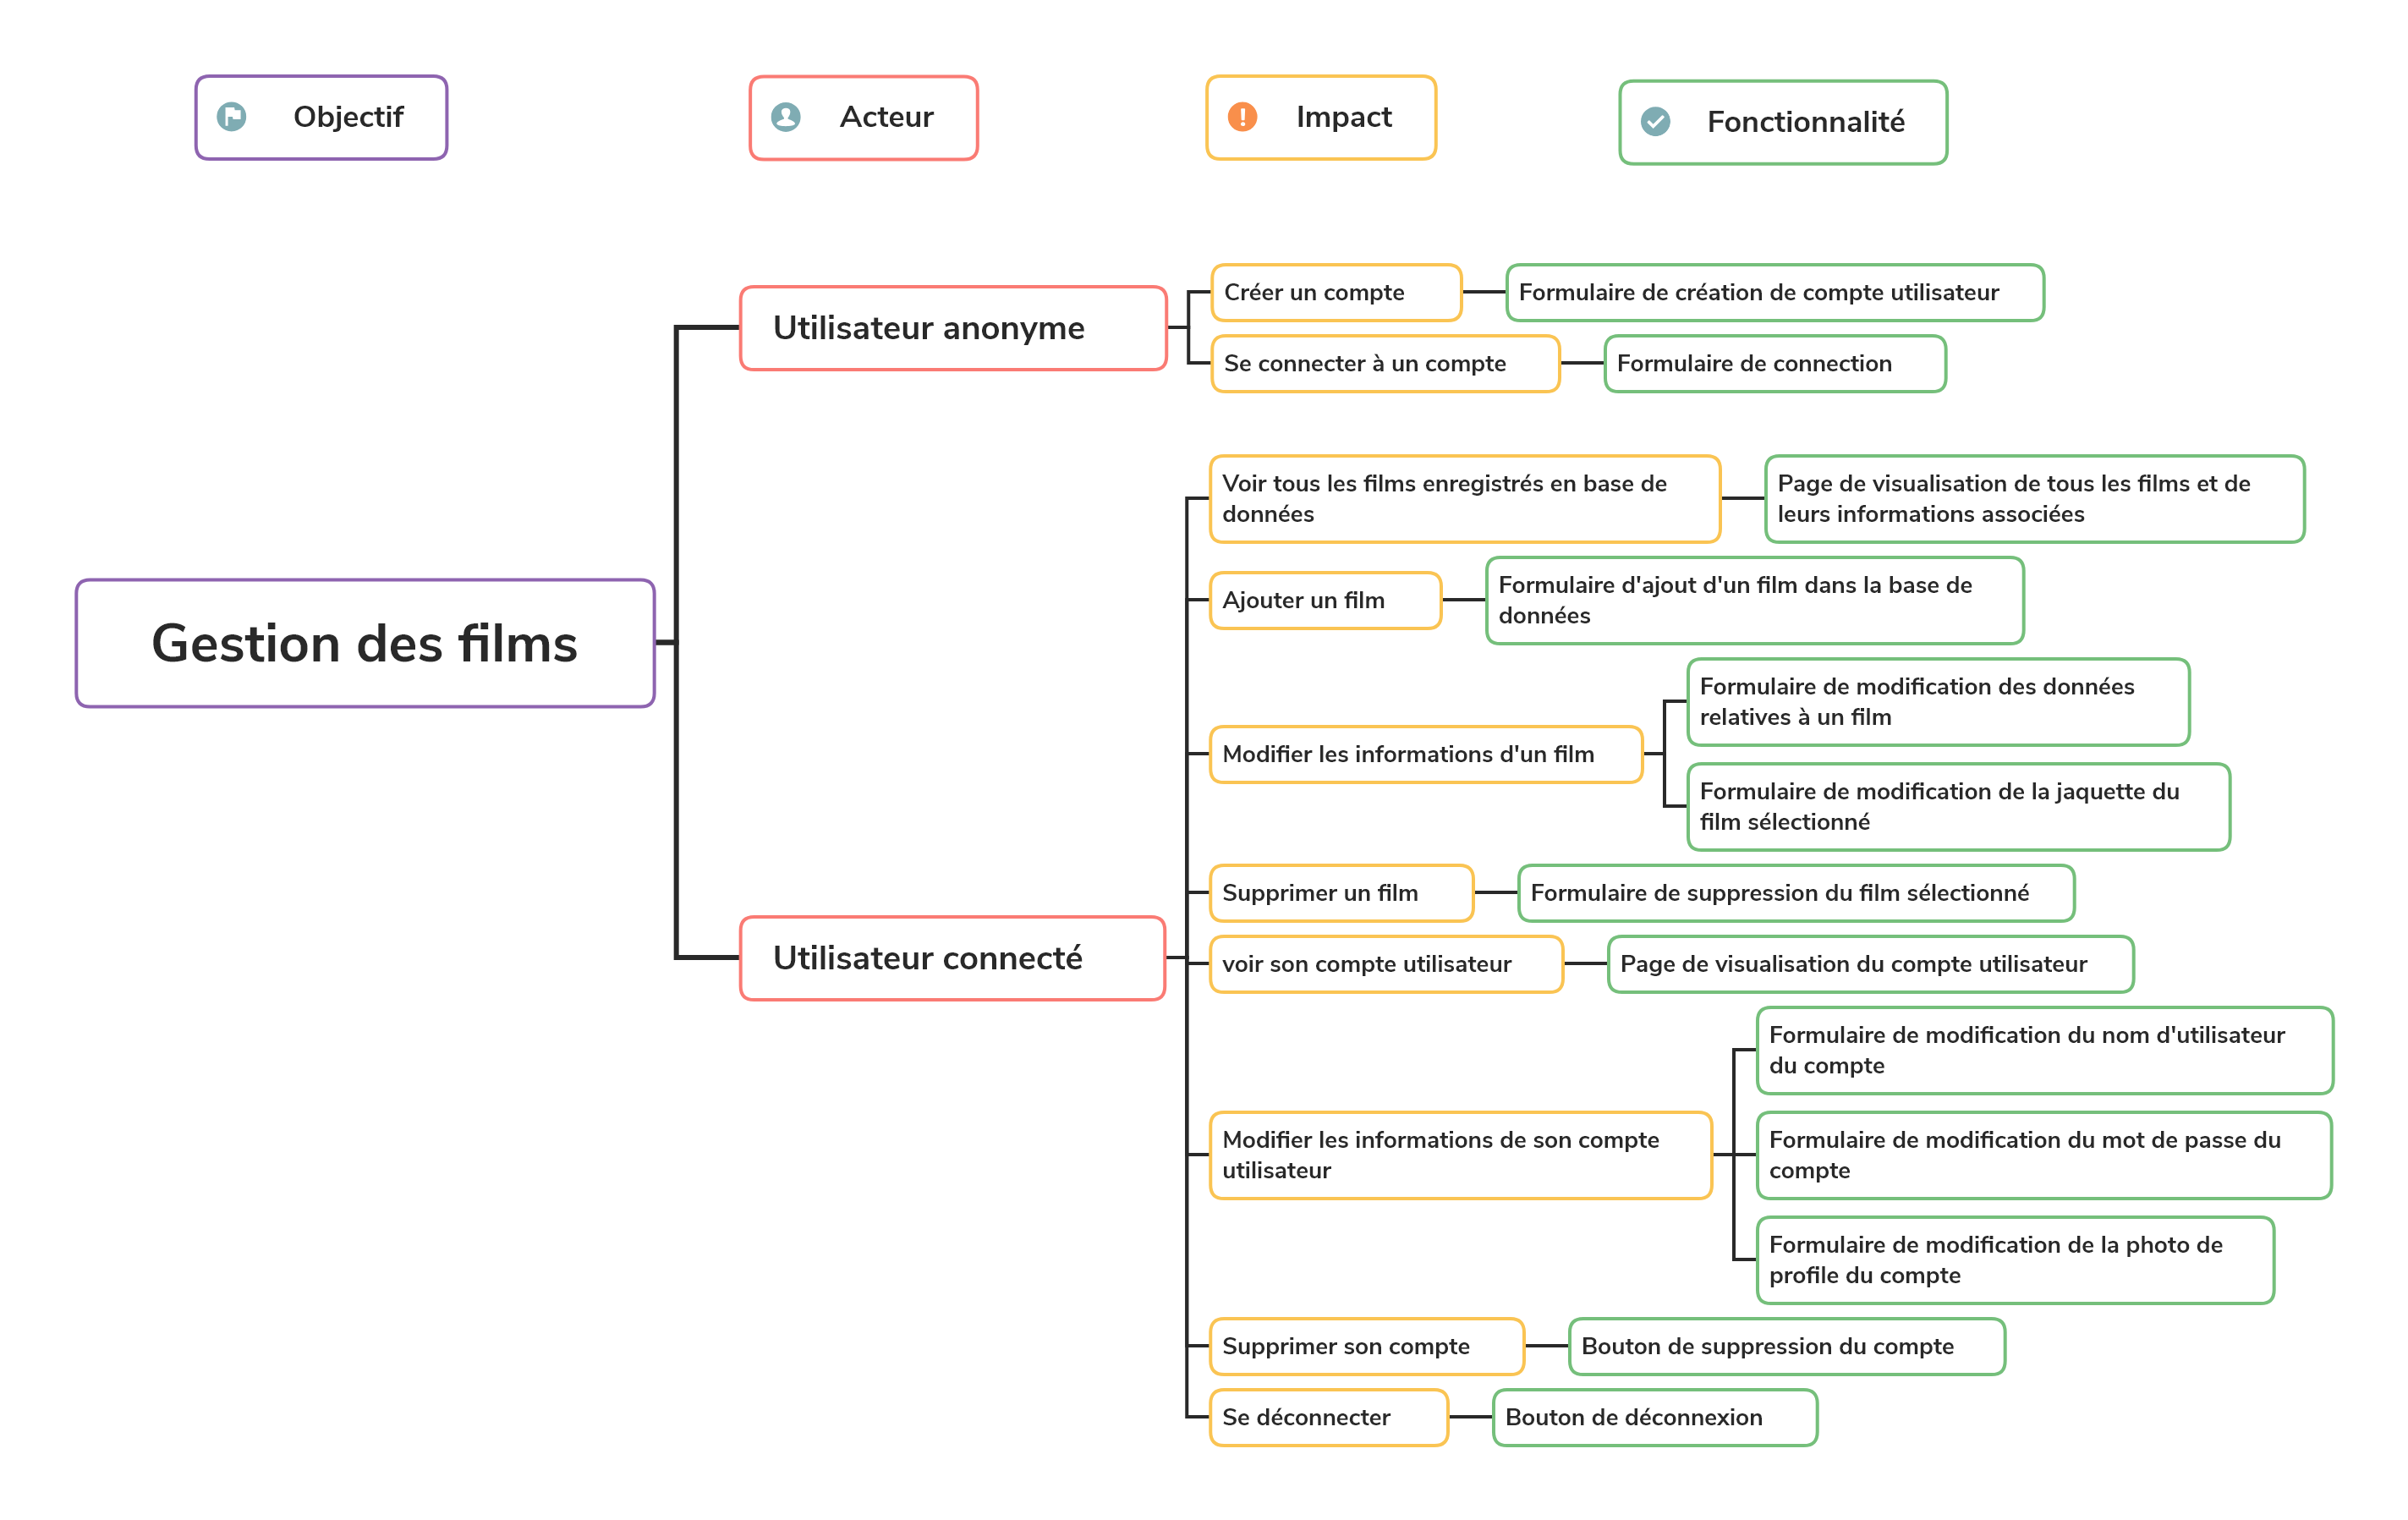 Objectif
Acteur
Impact
Fonctionnalité
Gestion des films
Utilisateur anonyme
Créer un compte
Formulaire de création de compte utilisateur
Se connecter à un compte
Formulaire de connection
Utilisateur connecté
Voir tous les films enregistrés en base de
données
Page de visualisation de tous les films et de
leurs informations associées
Ajouter un film
Formulaire d'ajout d'un film dans la base de
données
Modifier les informations d'un film
Formulaire de modification des données
relatives à un film
Formulaire de modification de la jaquette du
film sélectionné
Supprimer un film
Formulaire de suppression du film sélectionné
voir son compte utilisateur
Page de visualisation du compte utilisateur
Modifier les informations de son compte
utilisateur
Formulaire de modification du nom d'utilisateur
du compte
Formulaire de modification du mot de passe du
compte
Formulaire de modification de la photo de
profile du compte
Supprimer son compte
Bouton de suppression du compte
Se déconnecter
Bouton de déconnexion